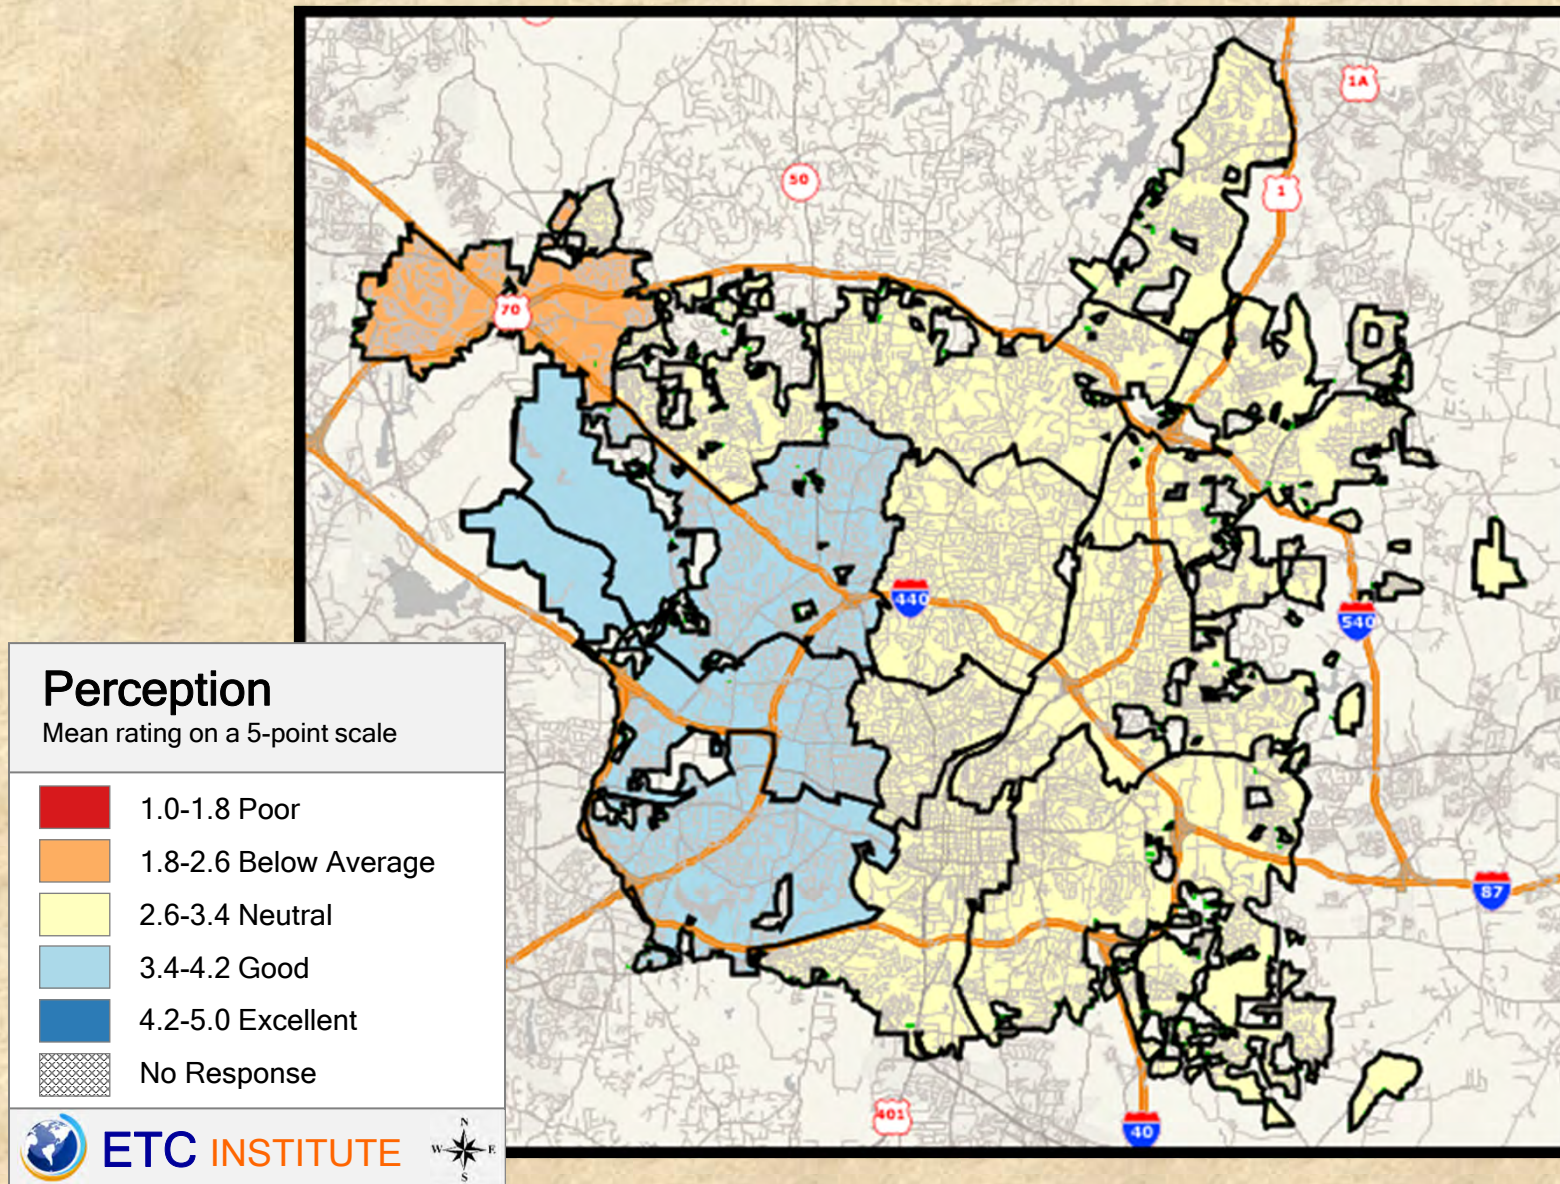 1A
50
1
70
440
540
Perception
Mean rating on a 5-point scale
1.0-1.8 Poor
1.8-2.6 Below Average
2.6-3.4 Neutral
3.4-4.2 Good
87
4.2-5.0 Excellent
No Response
401
40
ETC INSTITUTE
N
W E
S